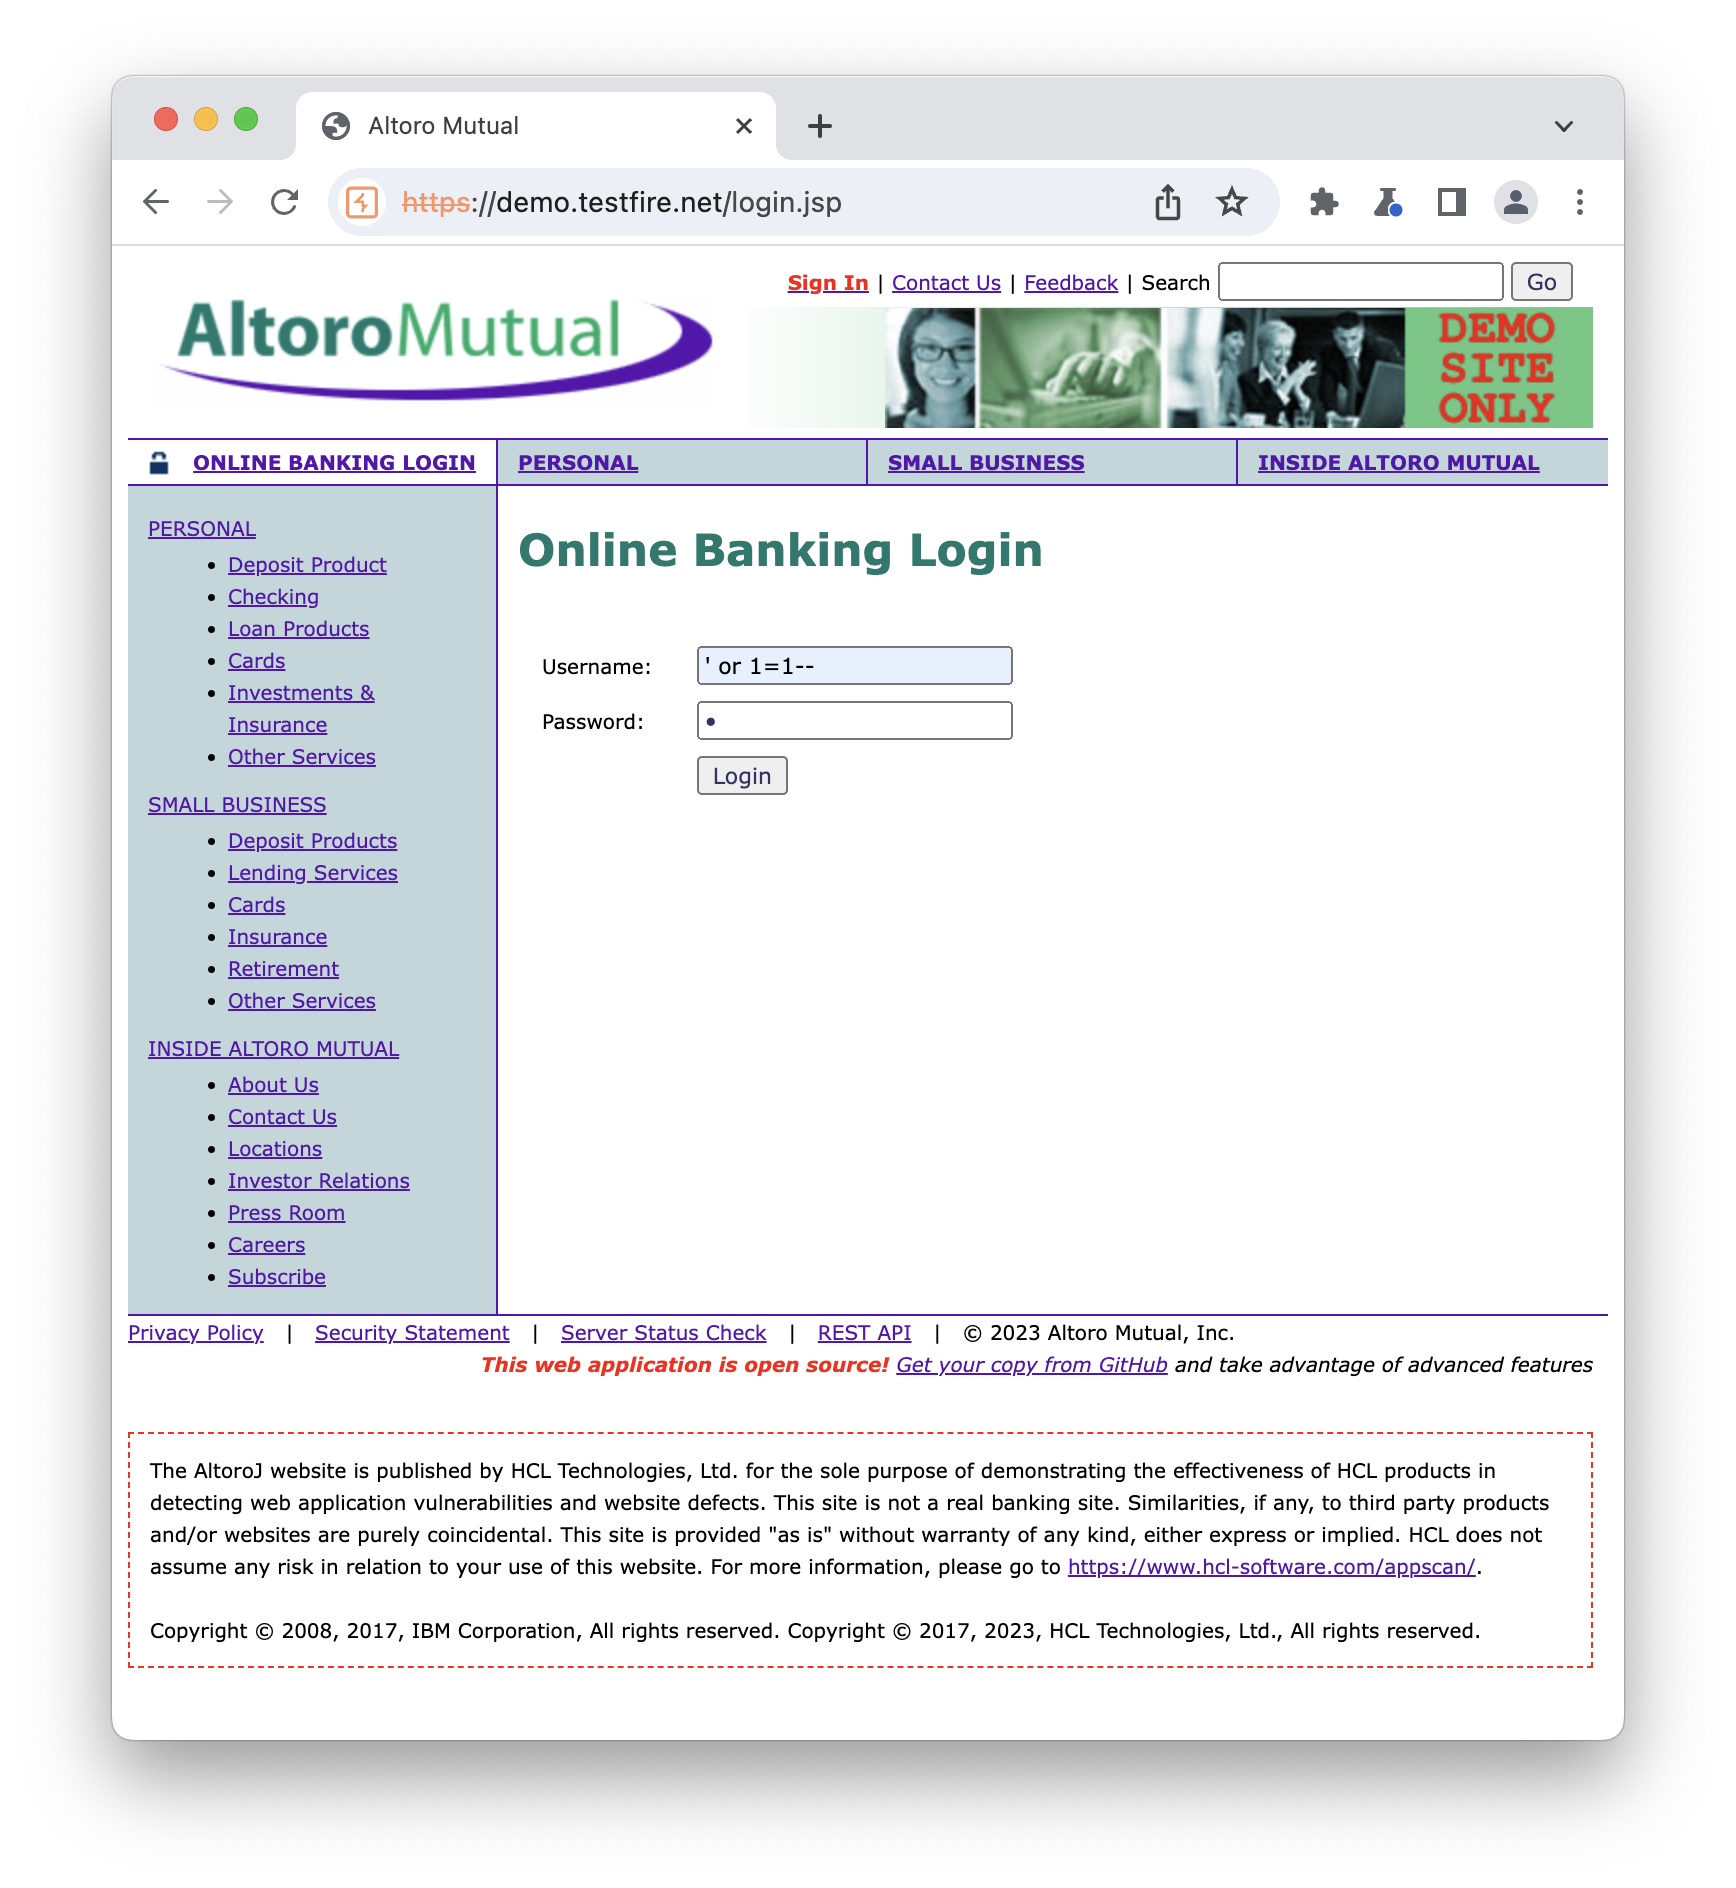 Altoro Mutual
https://demo.testfire.net/login.jsp
Sign In | Contact Us | Feedback | Search Go
AltoroMutual
DEMO
SITE
ONLY
ONLINE BANKING LOGIN PERSONAL SMALL BUSINESS INSIDE ALTORO MUTUAL
PERSONAL
Deposit Product
Checking
Loan Products
Cards
Investments &
Insurance
Other Services
SMALL BUSINESS
Deposit Products
Lending Services
Cards
Insurance
Retirement
Other Services
INSIDE ALTORO MUTUAL
About Us
Contact Us
Locations
Investor Relations
Press Room
Careers
Subscribe
Online Banking Login
Username: ' or 1=1--
Password: •
Login
Privacy Policy | Security Statement | Server Status Check | REST API | © 2023 Altoro Mutual, Inc.
This web application is open source! Get your copy from GitHub and take advantage of advanced features
The AltoroJ website is published by HCL Technologies, Ltd. for the sole purpose of demonstrating the effectiveness of HCL products in
detecting web application vulnerabilities and website defects. This site is not a real banking site. Similarities, if any, to third party products
and/or websites are purely coincidental. This site is provided "as is" without warranty of any kind, either express or implied. HCL does not
assume any risk in relation to your use of this website. For more information, please go to https://www.hcl-software.com/appscan/.
Copyright © 2008, 2017, IBM Corporation, All rights reserved. Copyright © 2017, 2023, HCL Technologies, Ltd., All rights reserved.